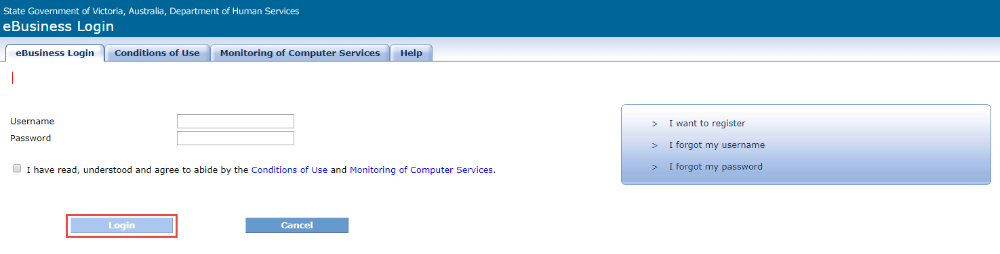 State Government of Victoria, Australia, Department of Human Services
eBusiness Login
eBusiness Login
Conditions of Use
Monitoring of Computer Services
Help
Username
Password
I have read, understood and agree to abide by the Conditions of Use and Monitoring of Computer Services.
> I want to register
> I forgot my username
> I forgot my password
Login
Cancel